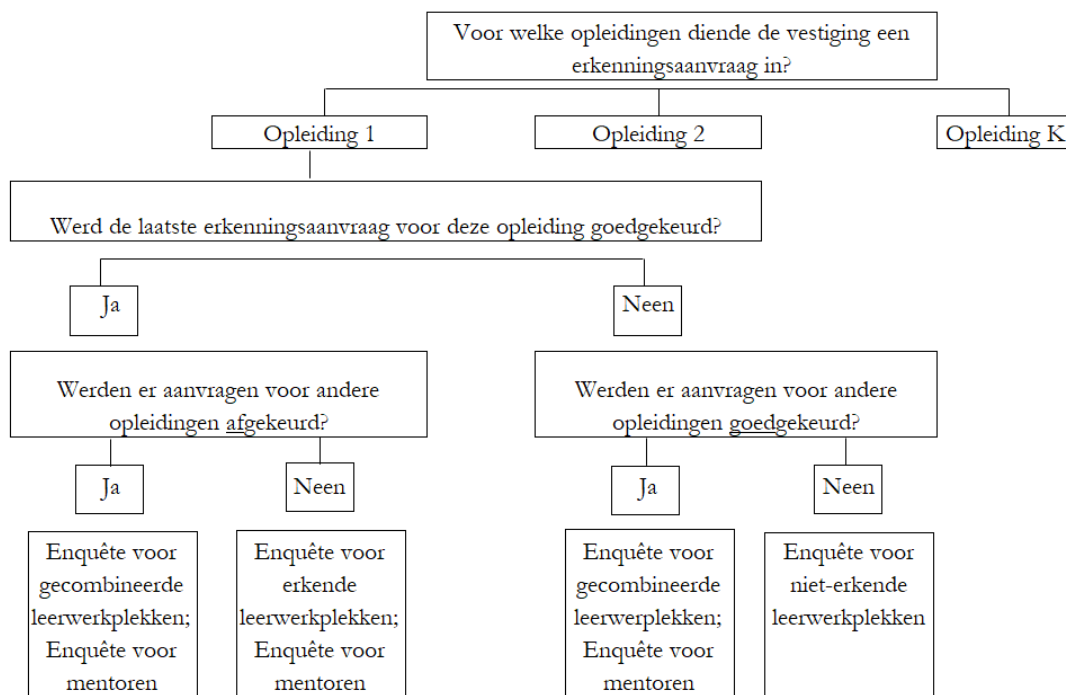 Voor welke opleidingen diende de vestiging een
erkenningsaanvraag in?
Opleiding 1
Opleiding 2
Opleiding K
Werd de laatste erkenningsaanvraag voor deze opleiding goedgekeurd?
Ja
Neen
Werden er aanvragen voor andere
opleidingen afgekeurd?
Werden er aanvragen voor andere
opleidingen goedgekeurd?
Ja
Neen
Ja
Neen
Enquête voor
gecombineerde
leerwerkplekken;
Enquête voor
mentoren
Enquête voor
erkende
leerwerkplekken;
Enquête voor
mentoren
Enquête voor
gecombineerde
leerwerplekken;
Enquête voor
mentoren
Enquête voor
niet-erkende
leerwerkplekken